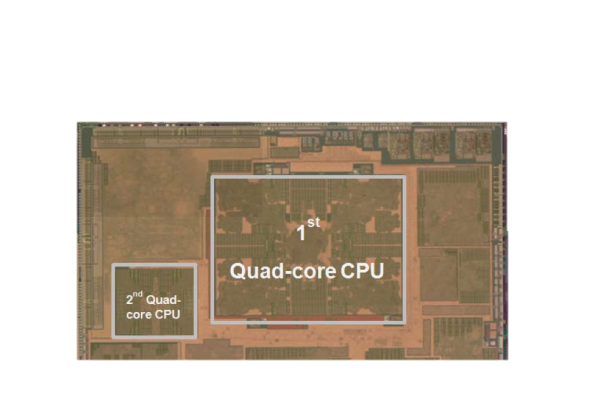 1st
Quad-core CPU
2nd Quad-
core CPU